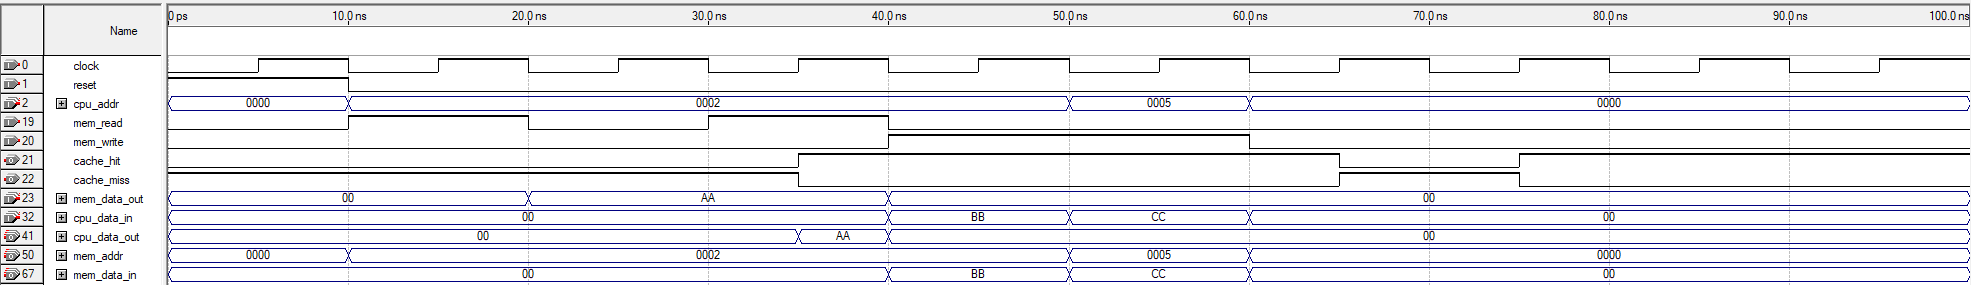 0 ps 10.0 ns 20.0 ns 30.0 ns 40.0 ns 50.0 ns 60.0 ns 70.0 ns 80.0 ns 90.0 ns 100.0 ns
Name
0 clock
1 reset
2 cpu_addr 0000 0002 0005 0000
19 mem_read
20 mem_write
21 cache_hit
22 cache_miss
23 mem_data_out 00 AA 00
32 cpu_data_in 00 BB CC 00
41 cpu_data_out 00 AA 00
50 mem_addr 0000 0002 0005 0000
67 mem_data_in 00 BB CC 00